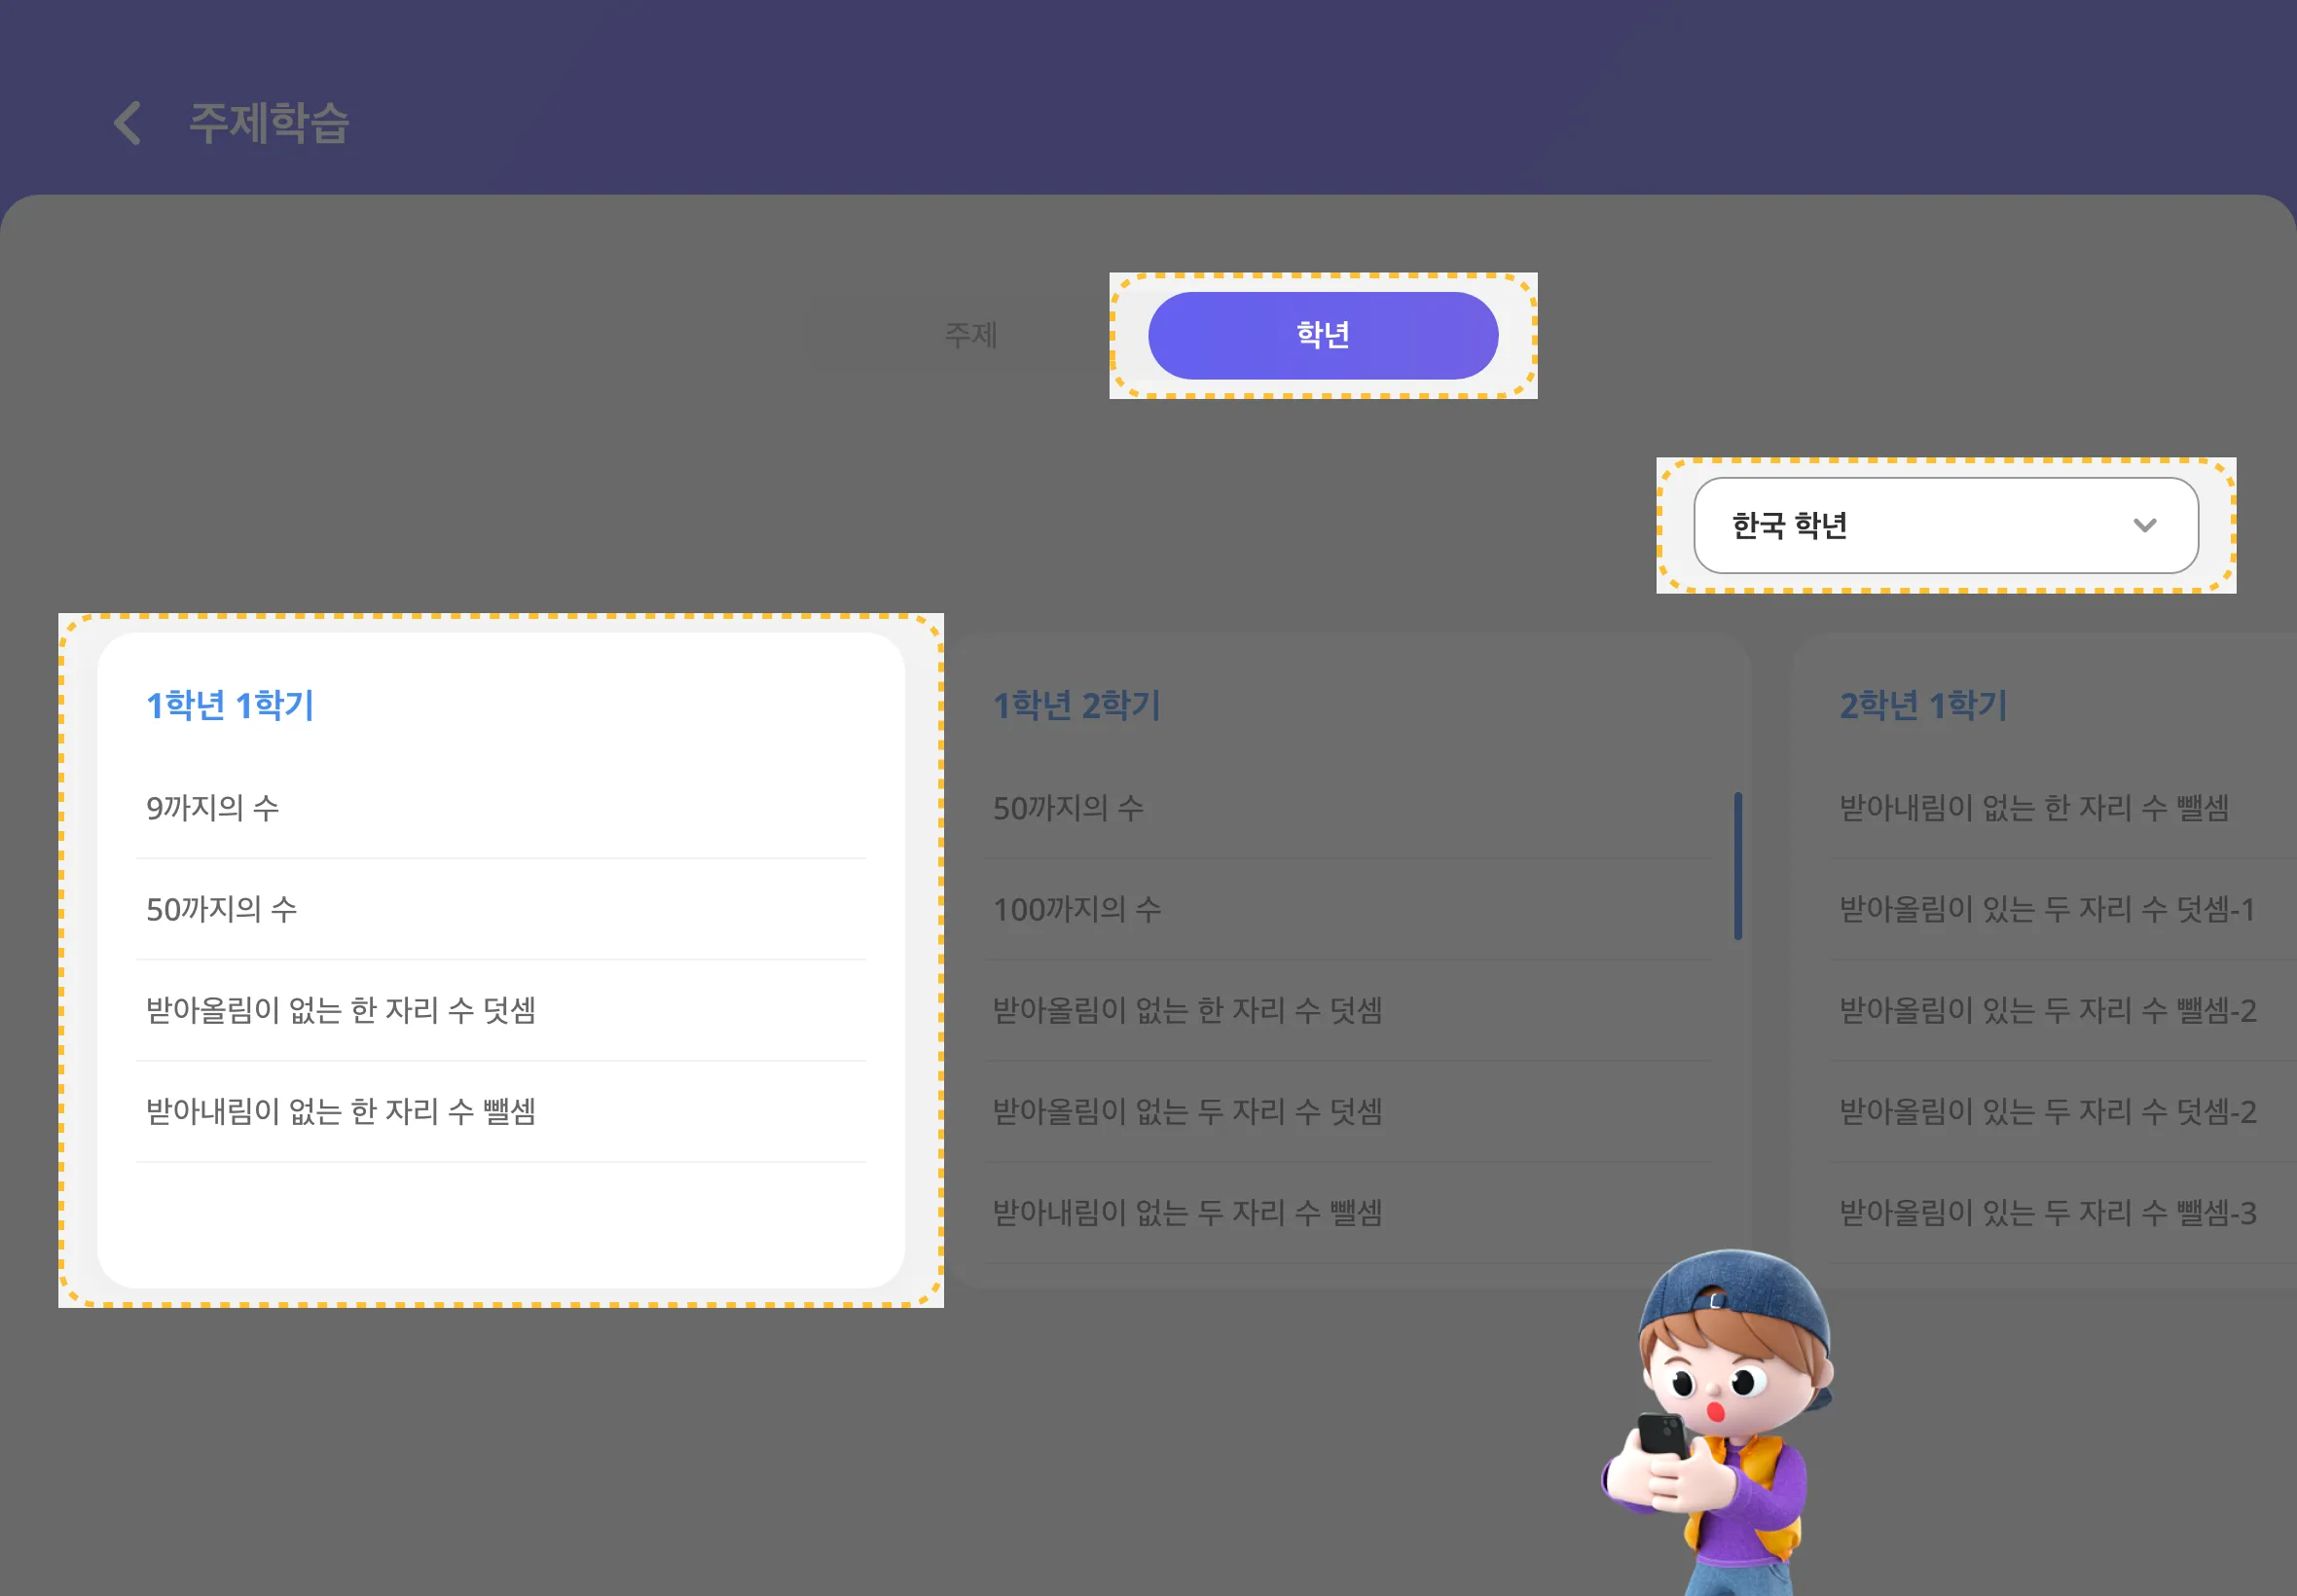 주제학습
주제
학년
한국 학년
1학년 1학기
9까지의 수
50까지의 수
받아올림이 없는 한 자리 수 덧셈
받아내림이 없는 한 자리 수 뺄셈
1학년 2학기
50까지의 수
100까지의 수
받아올림이 없는 한 자리 수 덧셈
받아올림이 없는 두 자리 수 덧셈
받아내림이 없는 두 자리 수 뺄셈
2학년 1학기
받아내림이 없는 한 자리 수 뺄셈
받아올림이 있는 두 자리 수 덧셈-1
받아올림이 있는 두 자리 수 뺄셈-2
받아올림이 있는 두 자리 수 덧셈-2
받아올림이 있는 두 자리 수 뺄셈-3